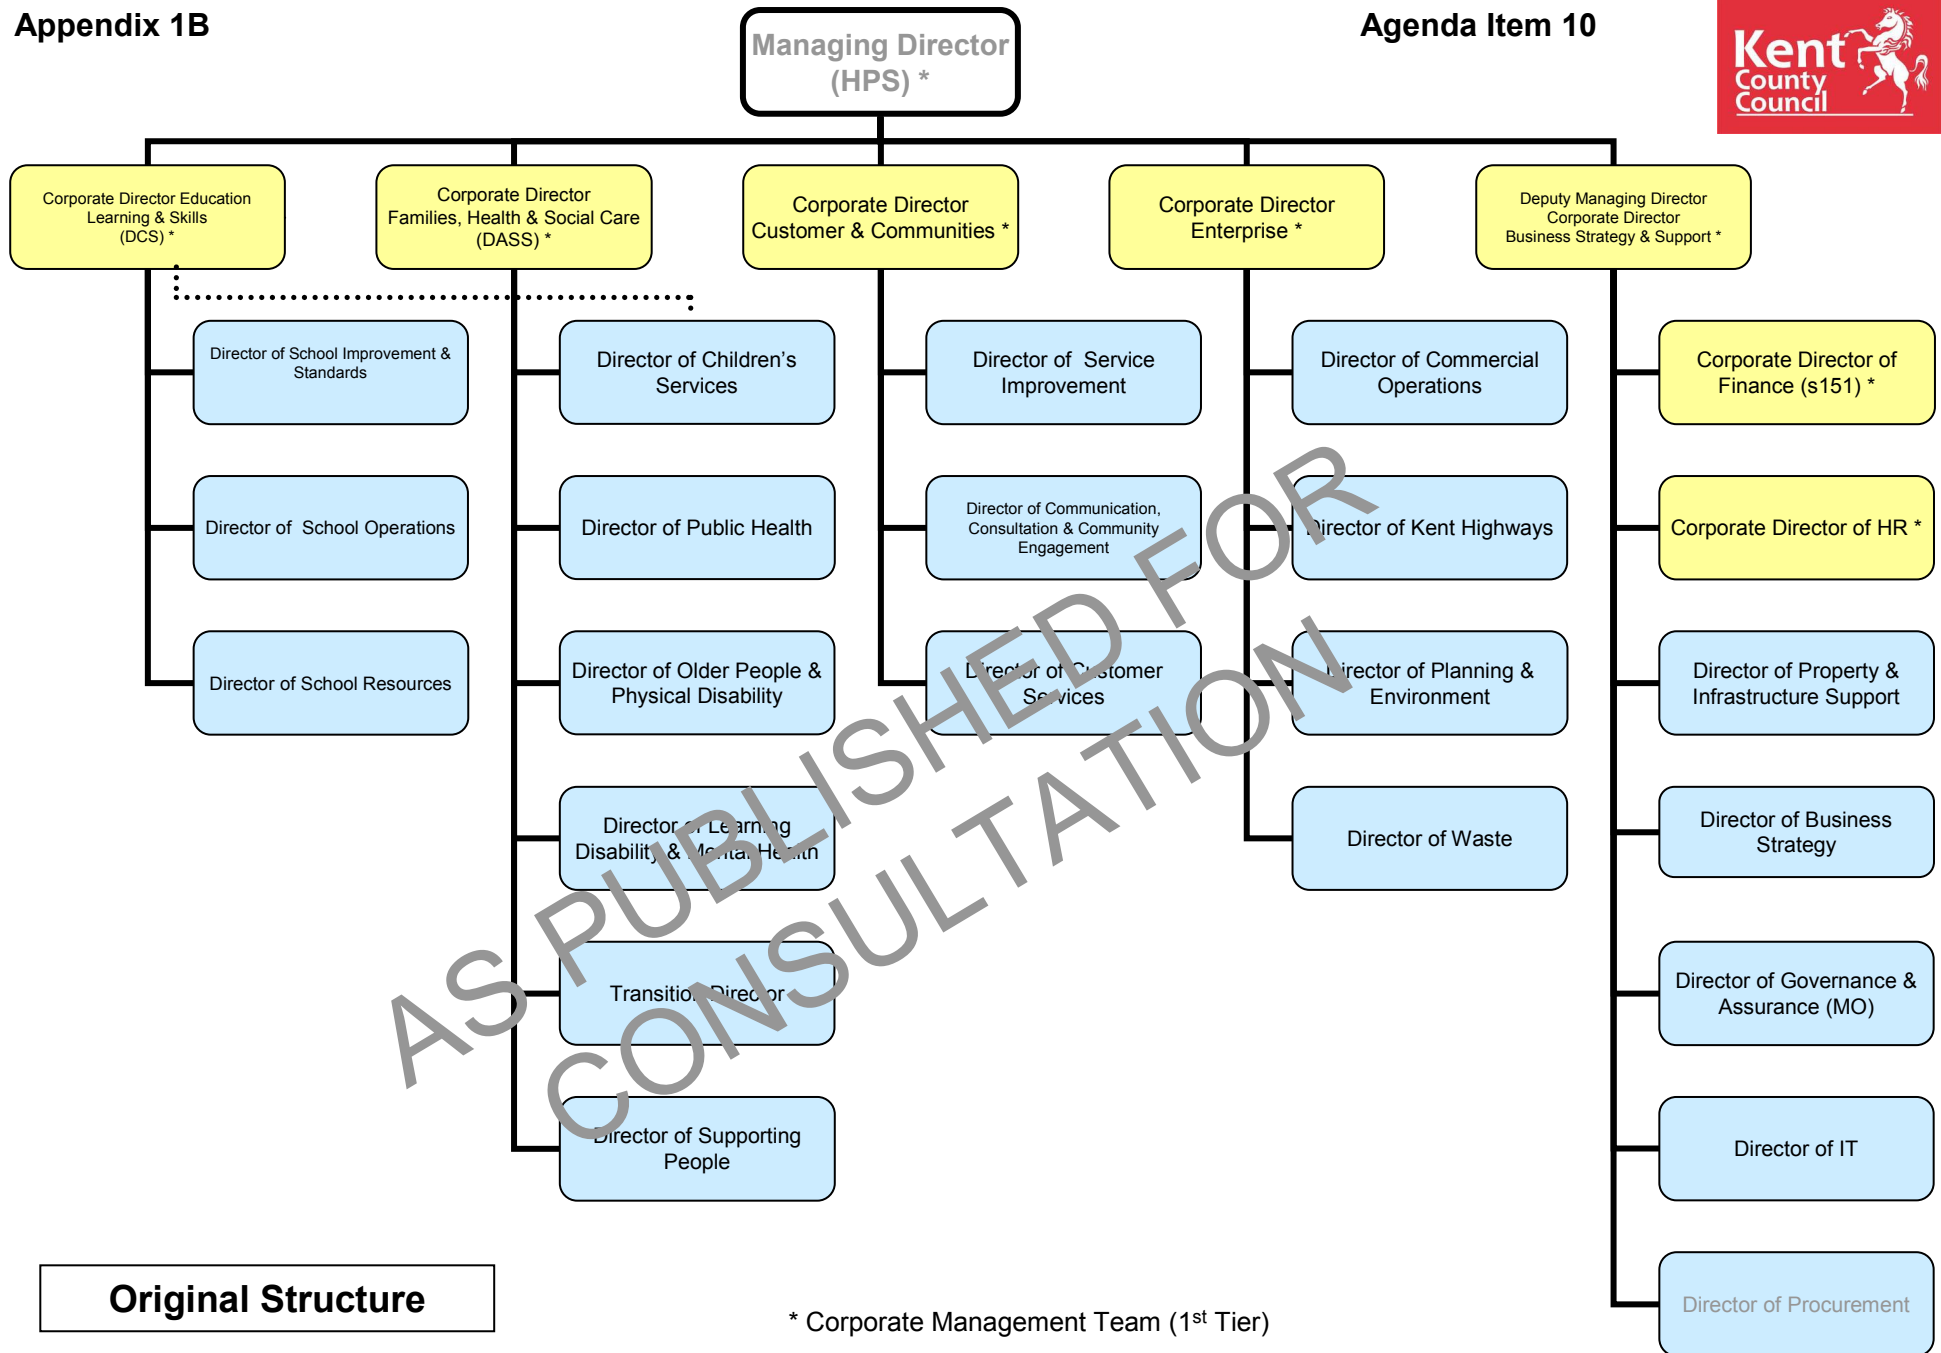 Appendix 1B
Agenda Item 10
Kent
County
Council
Managing Director
(HPS) *
Corporate Director Education
Learning & Skills
(DCS) *
Corporate Director
Families, Health & Social Care
(DASS) *
Corporate Director
Customer & Communities *
Corporate Director
Enterprise *
Deputy Managing Director
Corporate Director
Business Strategy & Support *
Director of School Improvement &
Standards
Director of School Operations
Director of School Resources
Director of Children's
Services
Director of Public Health
Director of Older People &
Physical Disability
Director of Learning
Disability & Mental Health
Transition Director
Director of Supporting
People
Director of Service
Improvement
Director of Communication,
Consultation & Community
Engagement
Director of Customer
Services
Director of Commercial
Operations
Director of Kent Highways
Director of Planning &
Environment
Director of Waste
Corporate Director of
Finance (s151) *
Corporate Director of HR *
Director of Property &
Infrastructure Support
Director of Business
Strategy
Director of Governance &
Assurance (MO)
Director of IT
Director of Procurement
AS PUBLISHED FOR
CONSULTATION
Original Structure
* Corporate Management Team (1st Tier)